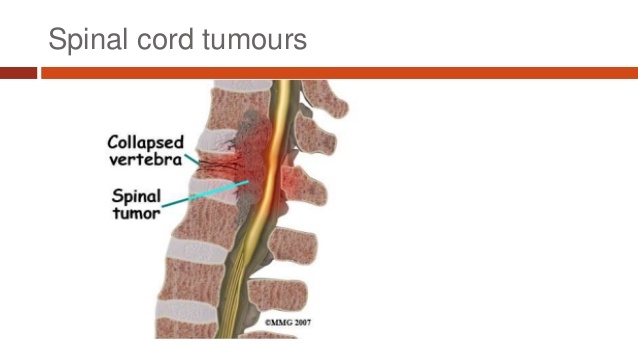 Spinal cord tumours
Collapsed
vertebra
Spinal
tumor
©MMG 2007